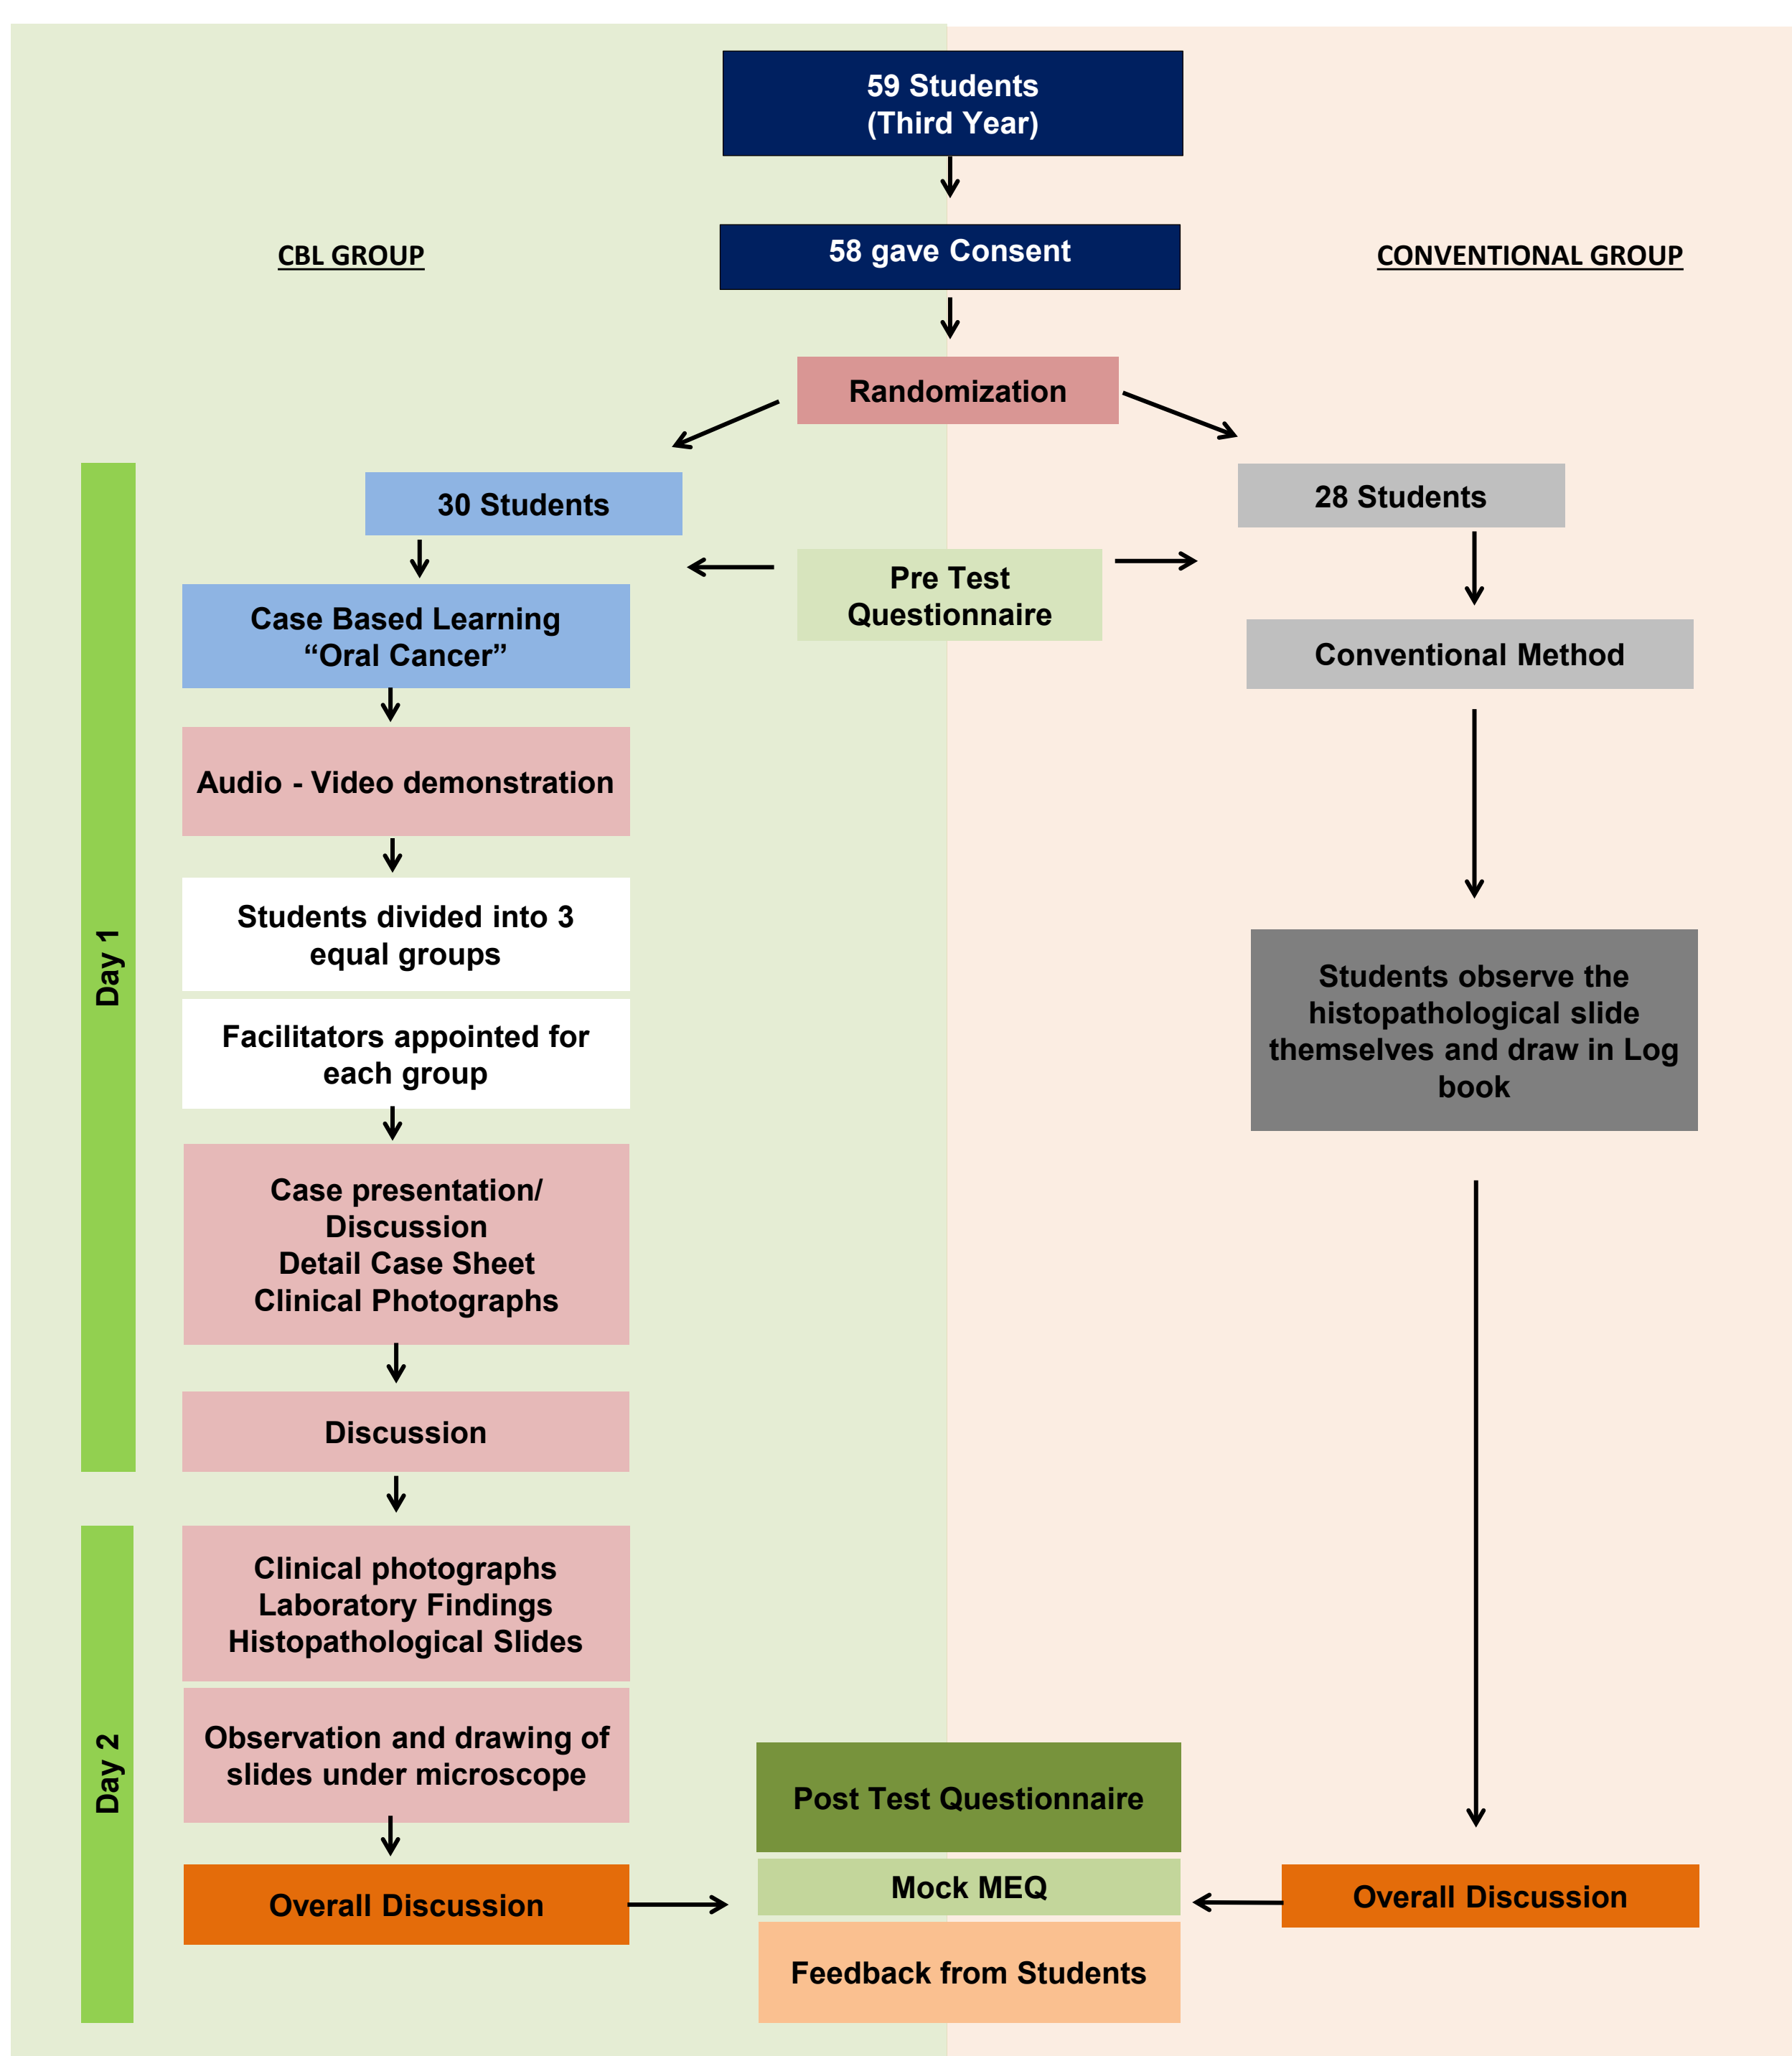 59 Students
(Third Year)
58 gave Consent
CBL GROUP
CONVENTIONAL GROUP
Randomization
30 Students
28 Students
Pre Test
Questionnaire
Case Based Learning
“Oral Cancer”
Conventional Method
Audio - Video demonstration
Students divided into 3
equal groups
Facilitators appointed for
each group
Day 1
Students observe the
histopathological slide
themselves and draw in Log
book
Case presentation/
Discussion
Detail Case Sheet
Clinical Photographs
Discussion
Clinical photographs
Laboratory Findings
Histopathological Slides
Day 2
Observation and drawing of
slides under microscope
Overall Discussion
Post Test Questionnaire
Mock MEQ
Feedback from Students
Overall Discussion